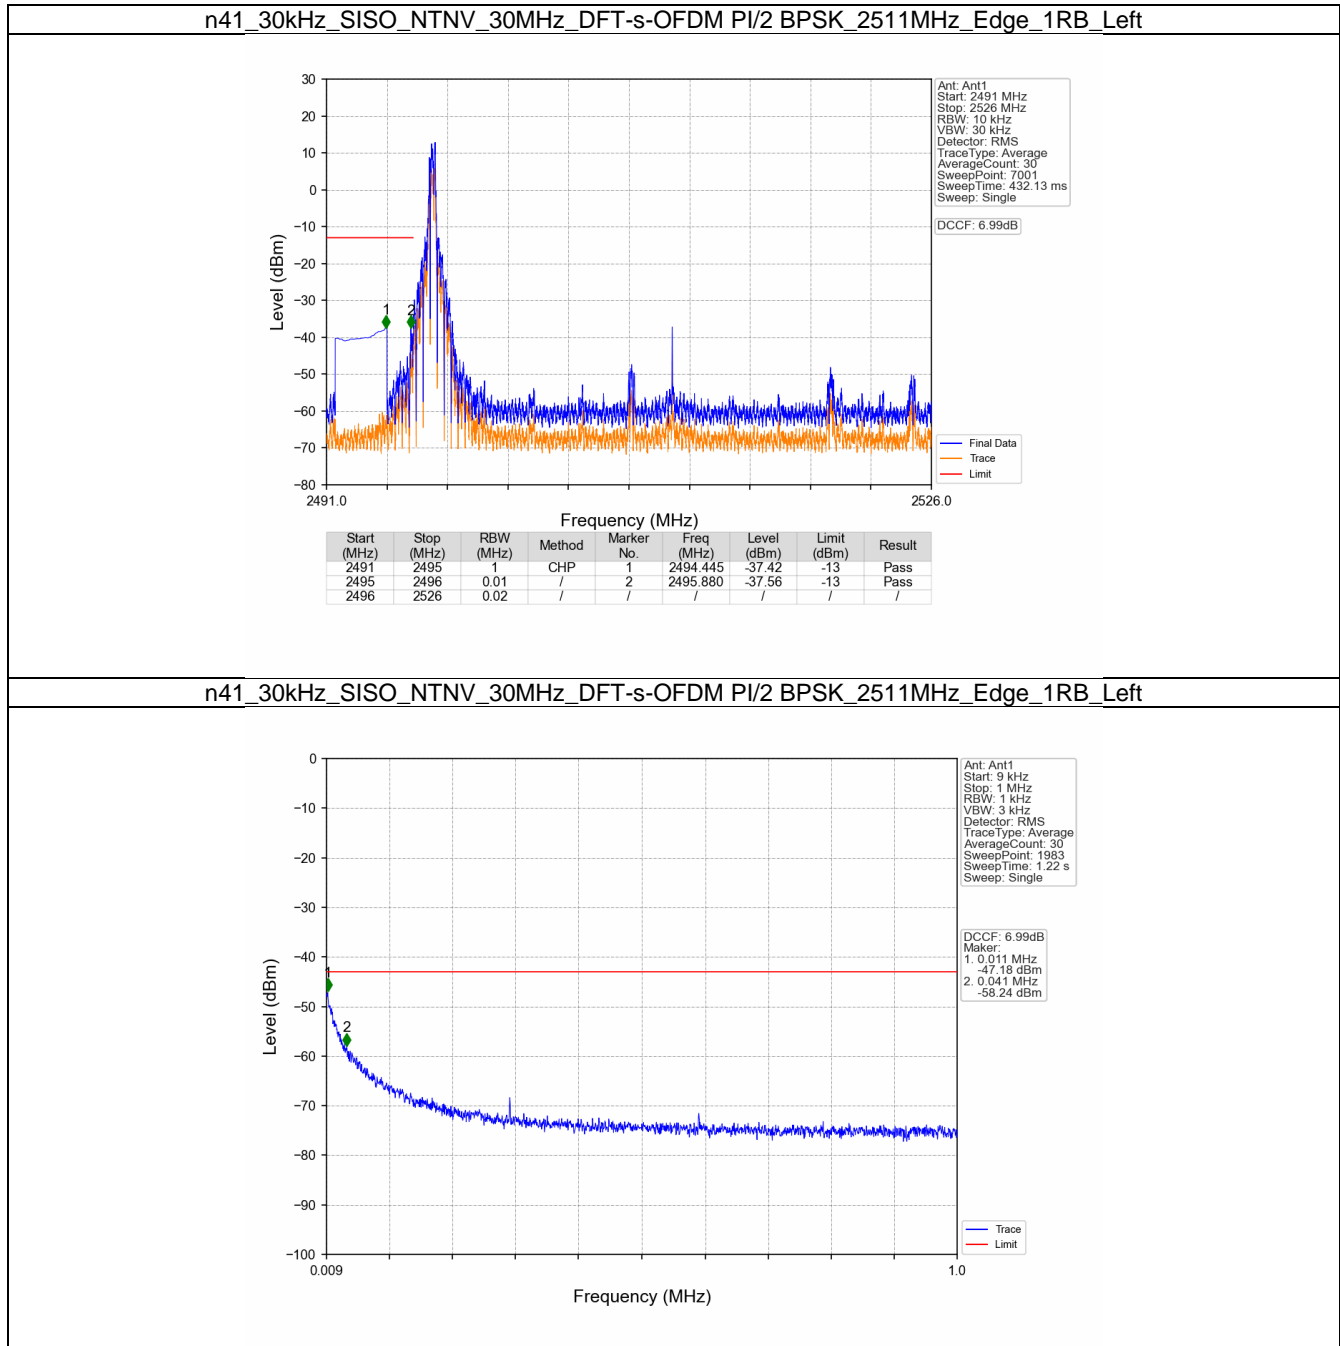 n41_30kHz_SISO_NTNV_30MHz_DFT-s-OFDM PI/2 BPSK_2511MHz_Edge_1RB_Left
30
20
10
0
−10
−20
−30
−40
−50
−60
−70
−80
Level (dBm)
1
2
2491.0
2526.0
Frequency (MHz)
Ant: Ant1
Start: 2491 MHz
Stop: 2526 MHz
RBW: 10 kHz
VBW: 30 kHz
Detector: RMS
TraceType: Average
AverageCount: 30
SweepPoint: 7001
SweepTime: 432.13 ms
Sweep: Single
DCCF: 6.99dB
Final Data
Trace
Limit
Start (MHz) Stop (MHz) RBW (MHz) Method Marker No. Freq (MHz) Level (dBm) Limit (dBm) Result
2491 2495 1 CHP 1 2494.445 -37.42 -13 Pass
2495 2496 0.01 / 2 2495.880 -37.56 -13 Pass
2496 2526 0.02 / / / / / /
n41_30kHz_SISO_NTNV_30MHz_DFT-s-OFDM PI/2 BPSK_2511MHz_Edge_1RB_Left
0
−10
−20
−30
−40
−50
−60
−70
−80
−90
−100
Level (dBm)
1
2
0.009
1.0
Frequency (MHz)
Ant: Ant1
Start: 9 kHz
Stop: 1 MHz
RBW: 1 kHz
VBW: 3 kHz
Detector: RMS
TraceType: Average
AverageCount: 30
SweepPoint: 1983
SweepTime: 1.22 s
Sweep: Single
DCCF: 6.99dB
Maker:
1. 0.011 MHz
-47.18 dBm
2. 0.041 MHz
-58.24 dBm
Trace
Limit